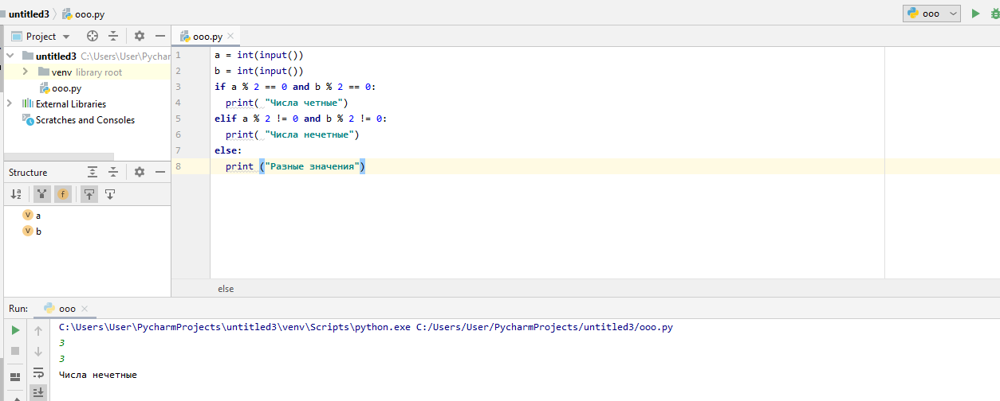 untitled3 ooo.py
ooo
Project
ooo.py
untitled3 C:\Users\User\Pychar
venv library root
ooo.py
External Libraries
Scratches and Consoles
Structure
a
b
1 a = int(input())
2 b = int(input())
3 if a % 2 == 0 and b % 2 == 0:
4 print( "Числа четные")
5 elif a % 2 != 0 and b % 2 != 0:
6 print( "Числа нечетные")
7 else:
8 print ("Разные значения")
else
Run: ooo
C:\Users\User\PycharmProjects\untitled3\venv\Scripts\python.exe C:/Users/User/PycharmProjects/untitled3/ooo.py
3
3
Числа нечетные